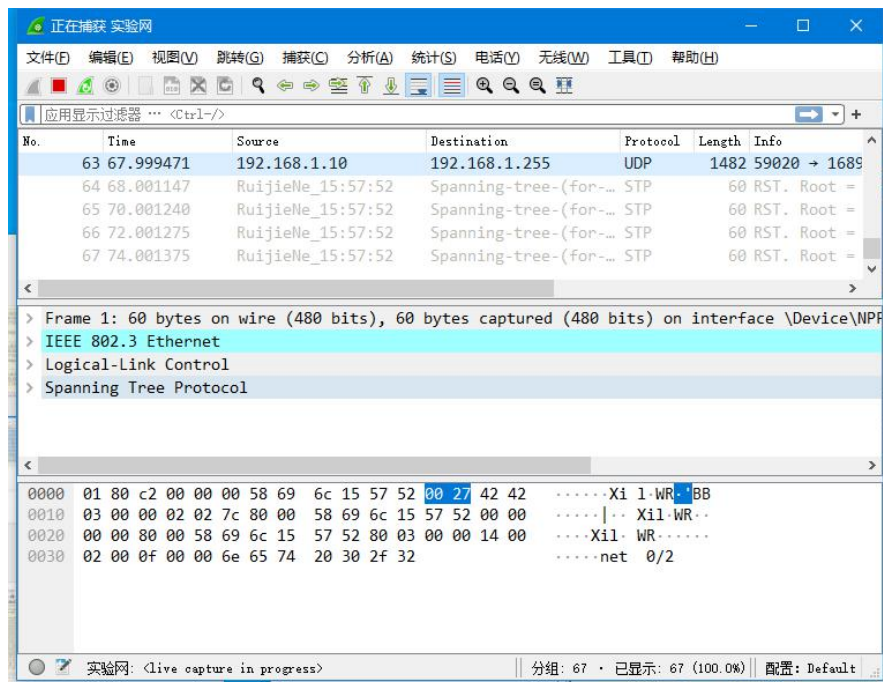 正在捕获 实验网
文件(F) 编辑(E) 视图(V) 跳转(G) 捕获(C) 分析(A) 统计(S) 电话(Y) 无线(W) 工具(T) 帮助(H)
应用显示过滤器 … <Ctrl-/>
No. Time Source Destination Protocol Length Info
63 67.999471 192.168.1.10 192.168.1.255 UDP 1482 59020 → 1689
64 68.001147 RuijieNe_15:57:52 Spanning-tree-(for-… STP 60 RST. Root =
65 70.001240 RuijieNe_15:57:52 Spanning-tree-(for-… STP 60 RST. Root =
66 72.001275 RuijieNe_15:57:52 Spanning-tree-(for-… STP 60 RST. Root =
67 74.001375 RuijieNe_15:57:52 Spanning-tree-(for-… STP 60 RST. Root =
Frame 1: 60 bytes on wire (480 bits), 60 bytes captured (480 bits) on interface \Device\NPF
IEEE 802.3 Ethernet
Logical-Link Control
Spanning Tree Protocol
0000 01 80 c2 00 00 00 58 69 6c 15 57 52 00 27 42 42 ······Xi l·WR·'BB
0010 03 00 00 02 02 7c 80 00 58 69 6c 15 57 52 00 00 ·····|·· Xil·WR··
0020 00 00 80 00 58 69 6c 15 57 52 80 03 00 00 14 00 ····Xil· WR······
0030 02 00 0f 00 00 6e 65 74 20 30 2f 32 ·····net 0/2
实验网: <live capture in progress> 分组: 67 · 已显示: 67 (100.0%) 配置: Default